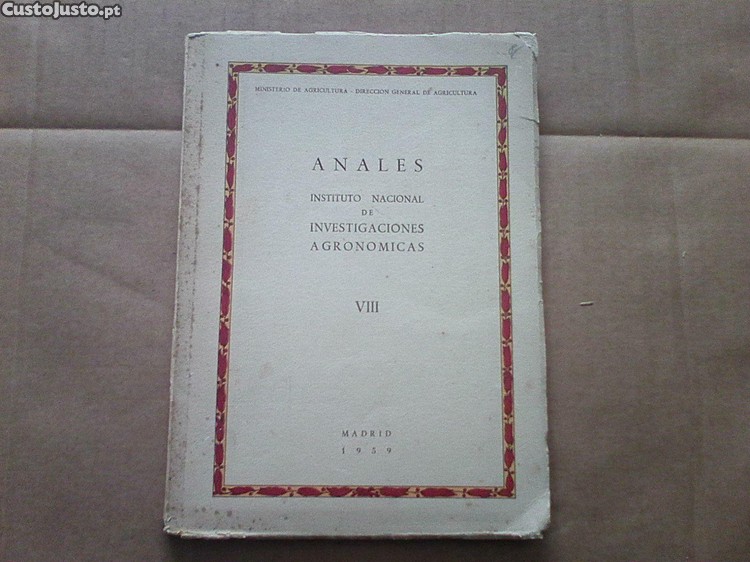 CustoJusto.pt
MINISTERIO DE AGRICULTURA - DIRECCION GENERAL DE AGRICULTURA
ANALES
INSTITUTO NACIONAL
DE
INVESTIGACIONES
AGRONOMICAS
VIII
MADRID
1959